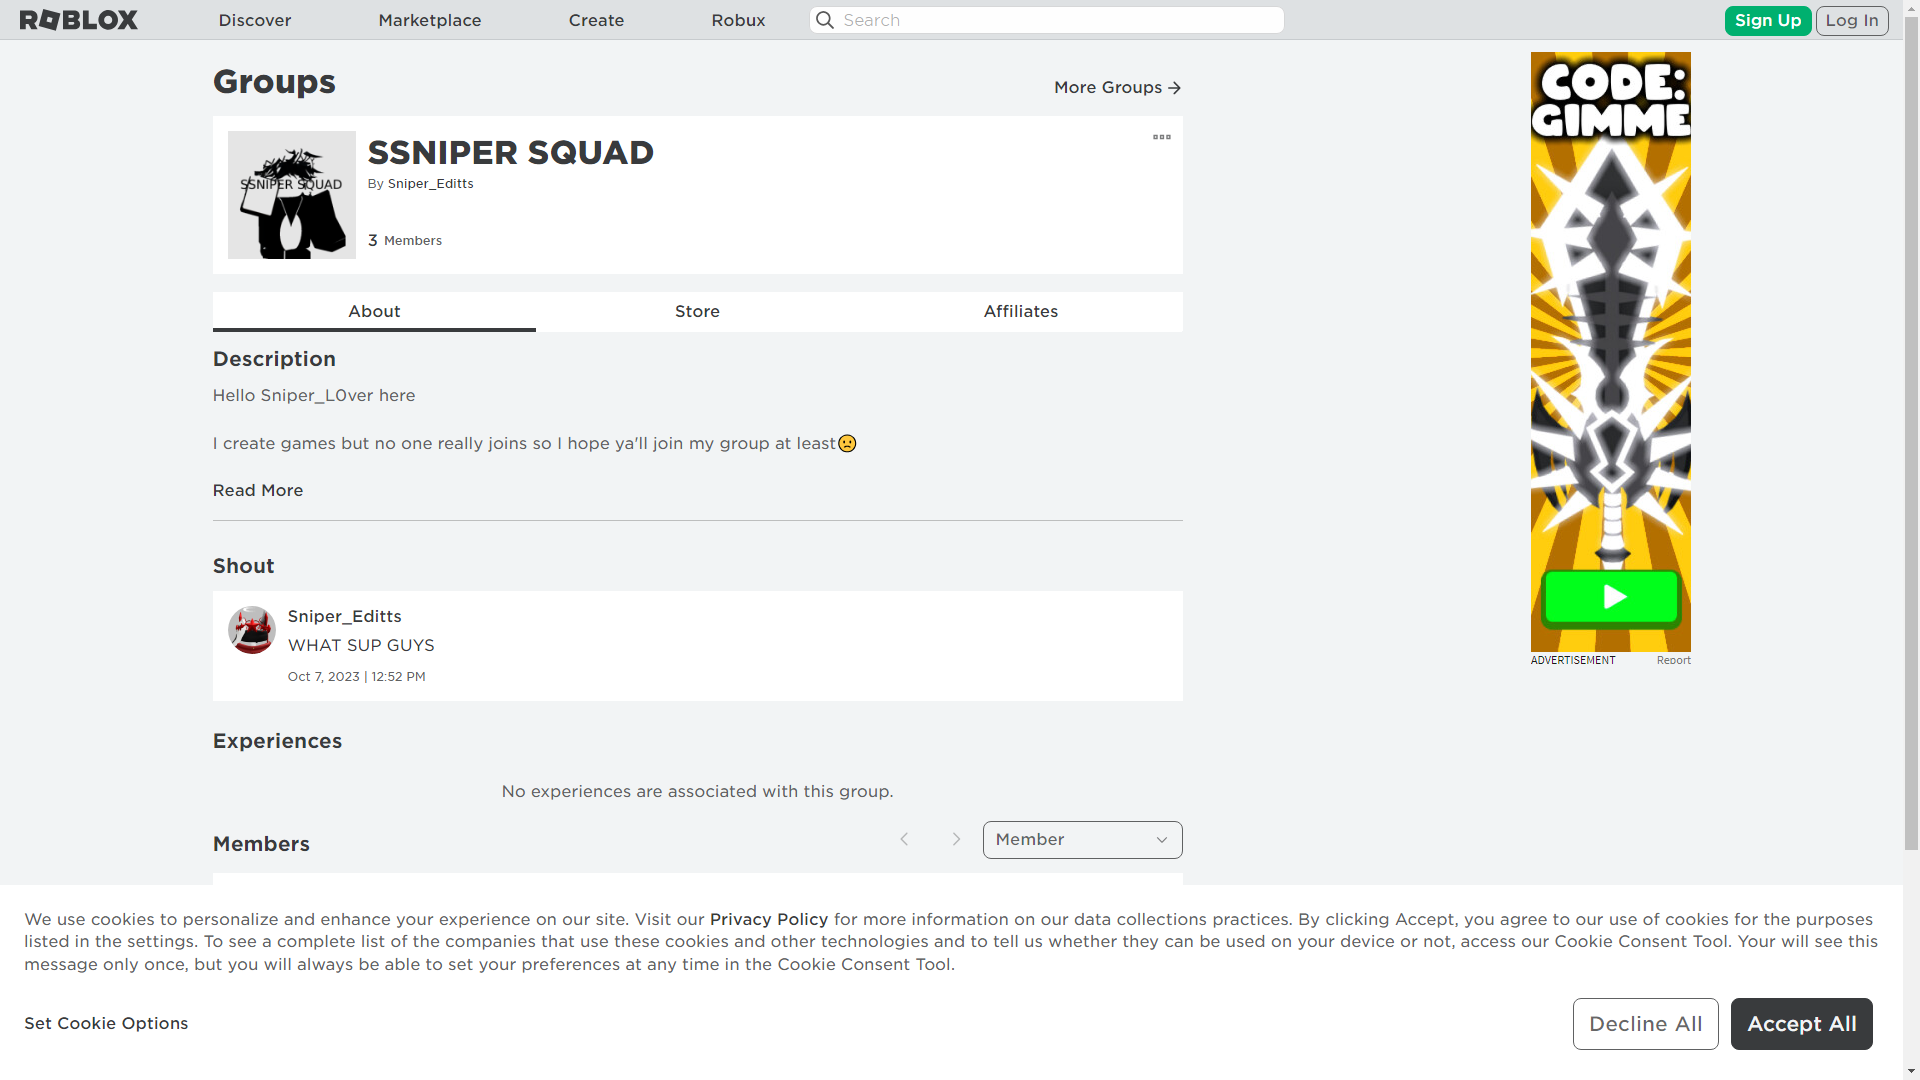 ROBLOX
Discover
Marketplace
Create
Robux
Search
Sign Up
Log In
Groups
More Groups
SSNIPER SQUAD
SSNIPER SQUAD
By Sniper_Editts
3 Members
About
Store
Affiliates
Description
Hello Sniper_L0ver here
I create games but no one really joins so I hope ya'll join my group at least🙁
Read More
Shout
Sniper_Editts
WHAT SUP GUYS
Oct 7, 2023 | 12:52 PM
Experiences
No experiences are associated with this group.
Members
Member
CODE:
GIMME
ADVERTISEMENT
Report
We use cookies to personalize and enhance your experience on our site. Visit our Privacy Policy for more information on our data collections practices. By clicking Accept, you agree to our use of cookies for the purposes
listed in the settings. To see a complete list of the companies that use these cookies and other technologies and to tell us whether they can be used on your device or not, access our Cookie Consent Tool. Your will see this
message only once, but you will always be able to set your preferences at any time in the Cookie Consent Tool.
Set Cookie Options
Decline All
Accept All